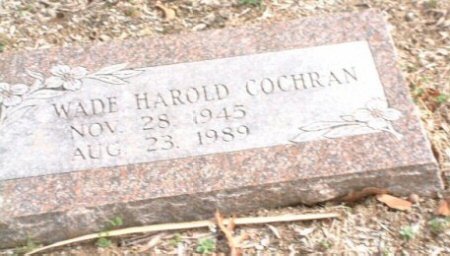 WADE HAROLD COCHRAN
NOV. 28 1945
AUG. 23, 1989